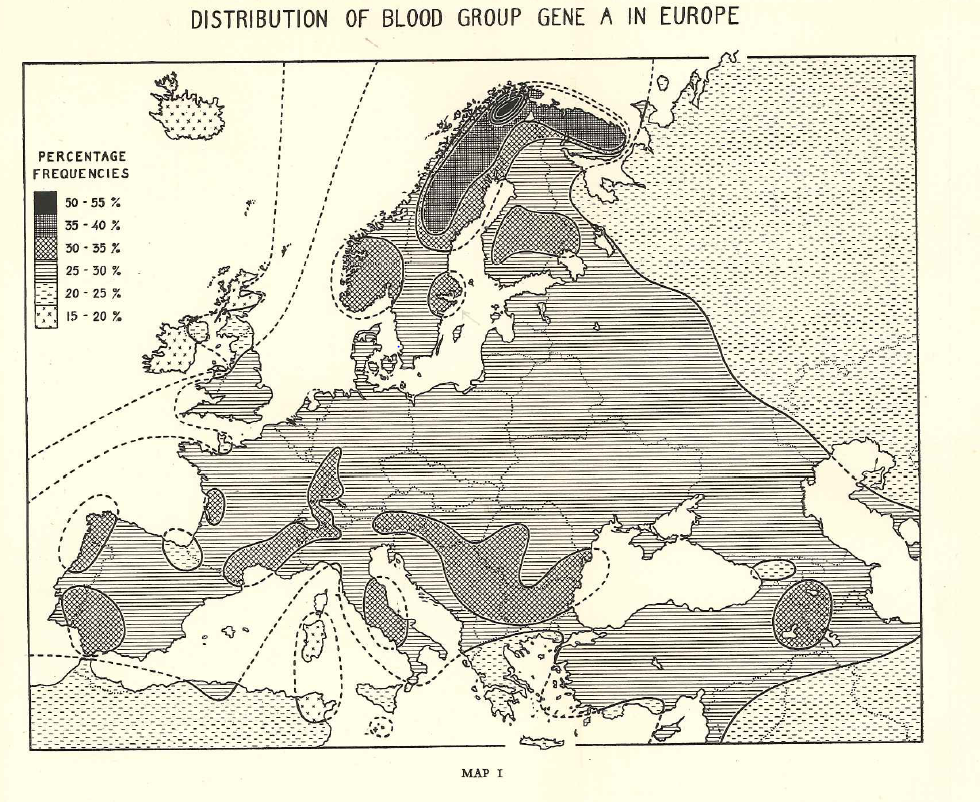 DISTRIBUTION OF BLOOD GROUP GENE A IN EUROPE
PERCENTAGE
FREQUENCIES
50 - 55 %
35 - 40 %
30 - 35 %
25 - 30 %
20 - 25 %
15 - 20 %
MAP I